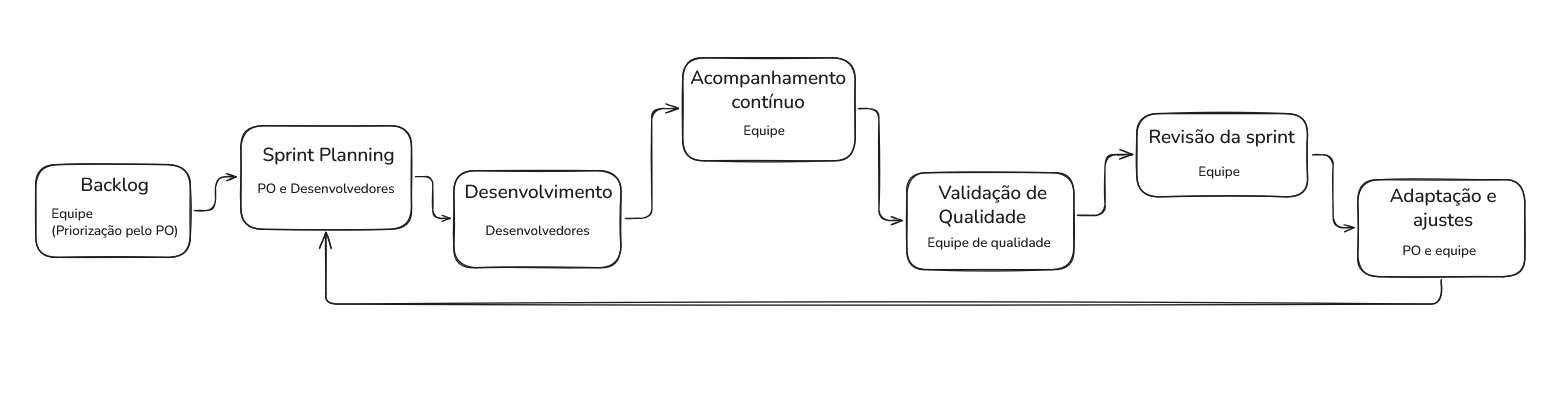 Backlog
Equipe
(Priorização pelo PO)
Sprint Planning
PO e Desenvolvedores
Desenvolvimento
Desenvolvedores
Acompanhamento
contínuo
Equipe
Validação de
Qualidade
Equipe de qualidade
Revisão da sprint
Equipe
Adaptação e
ajustes
PO e equipe